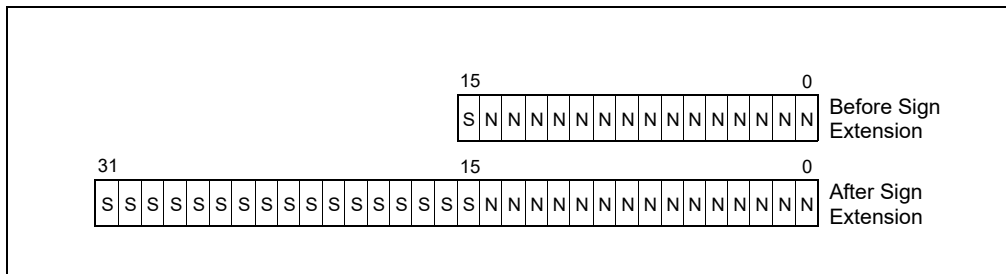 15 0
S N N N N N N N N N N N N N N N
Before Sign
Extension
31 15 0
S S S S S S S S S S S S S S S S S N N N N N N N N N N N N N N N
After Sign
Extension